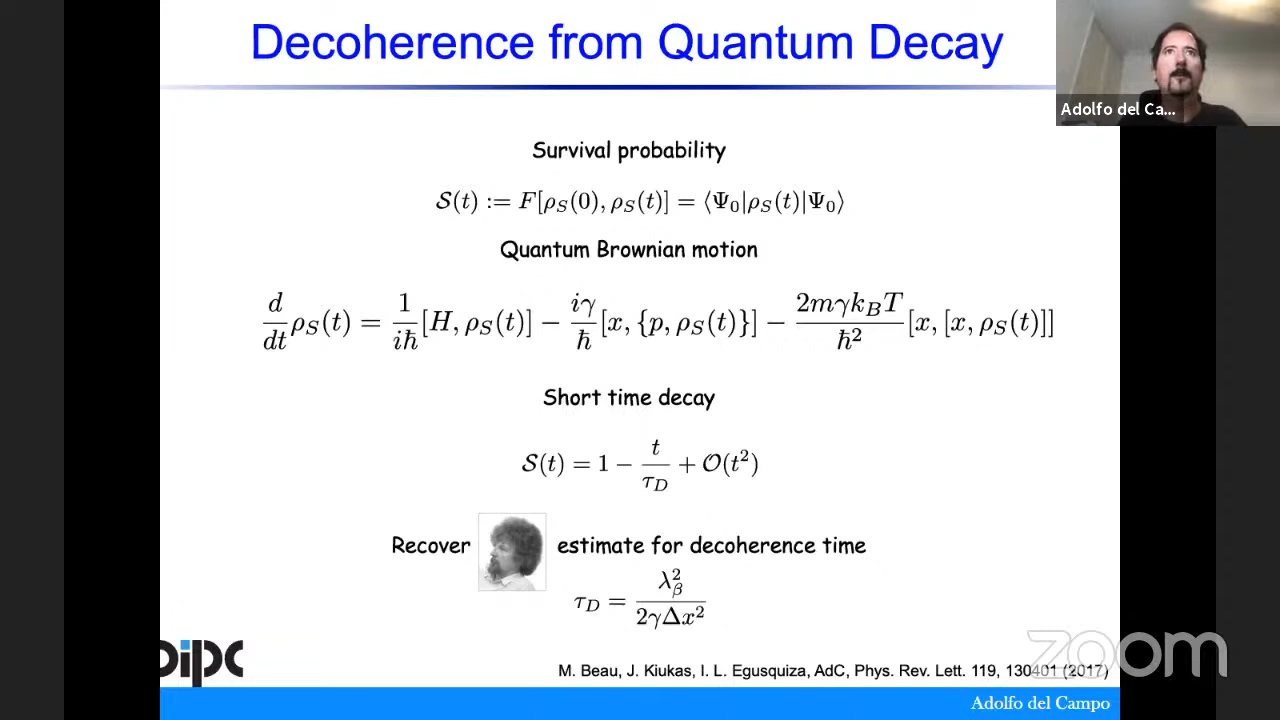 Decoherence from Quantum Decay
Adolfo del Ca...
Survival probability
𝒮(t) := F[ρ_S(0), ρ_S(t)] = ⟨Ψ₀|ρ_S(t)|Ψ₀⟩
Quantum Brownian motion
d/dt ρ_S(t) = 1/(iħ) [H, ρ_S(t)] − iγ/ħ [x, {p, ρ_S(t)}] − 2mγk_BT/ħ² [x, [x, ρ_S(t)]]
Short time decay
𝒮(t) = 1 − t/τ_D + 𝒪(t²)
Recover estimate for decoherence time
τ_D = λ_β²/(2γΔx²)
dipc
zoom
M. Beau, J. Kiukas, I. L. Egusquiza, AdC, Phys. Rev. Lett. 119, 130401 (2017)
Adolfo del Campo